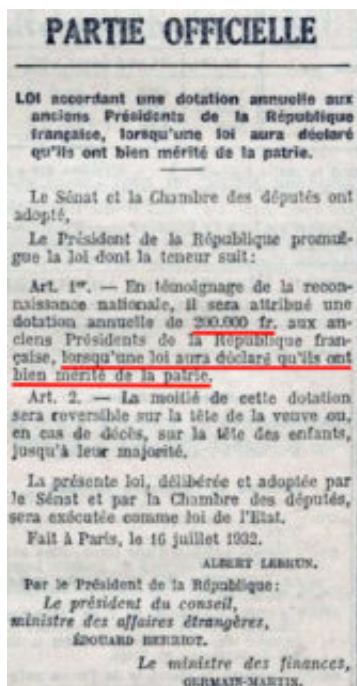 PARTIE OFFICIELLE
LOI accordant une dotation annuelle aux
anciens Présidents de la République
française, lorsqu'une loi aura déclaré
qu'ils ont bien mérité de la patrie.
Le Sénat et la Chambre des députés ont
adopté,
Le Président de la République promul-
gue la loi dont la teneur suit:
Art. 1er. — En témoignage de la recon-
naissance nationale, il sera attribué une
dotation annuelle de 200.000 fr. aux an-
ciens Présidents de la République fran-
çaise, lorsqu'une loi aura déclaré qu'ils ont
bien mérité de la patrie.
Art. 2. — La moitié de cette dotation
sera reversible sur la tête de la veuve ou,
en cas de décès, sur la tête des enfants,
jusqu'à leur majorité.
La présente loi, délibérée et adoptée par
le Sénat et par la Chambre des députés,
sera exécutée comme loi de l'Etat.
Fait à Paris, le 16 juillet 1932.
ALBERT LEBRUN.
Par le Président de la République:
Le président du conseil,
ministre des affaires étrangères,
ÉDOUARD HERRIOT.
Le ministre des finances,
GERMAIN-MARTIN.